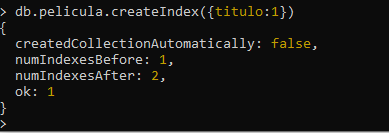 > db.pelicula.createIndex({titulo:1})
{
  createdCollectionAutomatically: false,
  numIndexesBefore: 1,
  numIndexesAfter: 2,
  ok: 1
}
>